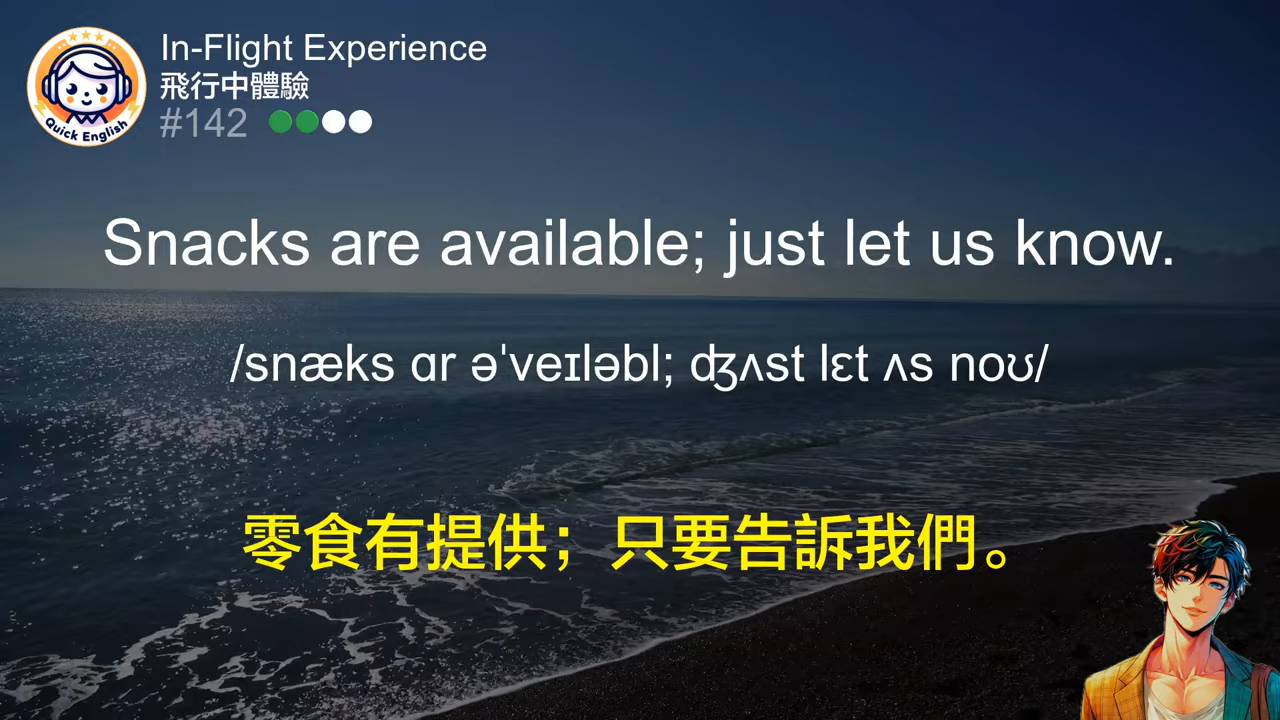 In-Flight Experience
飛行中體驗
#142
Quick English
Snacks are available; just let us know.
/snæks ɑr əˈveɪləbl; ʤʌst lɛt ʌs noʊ/
零食有提供；只要告訴我們。